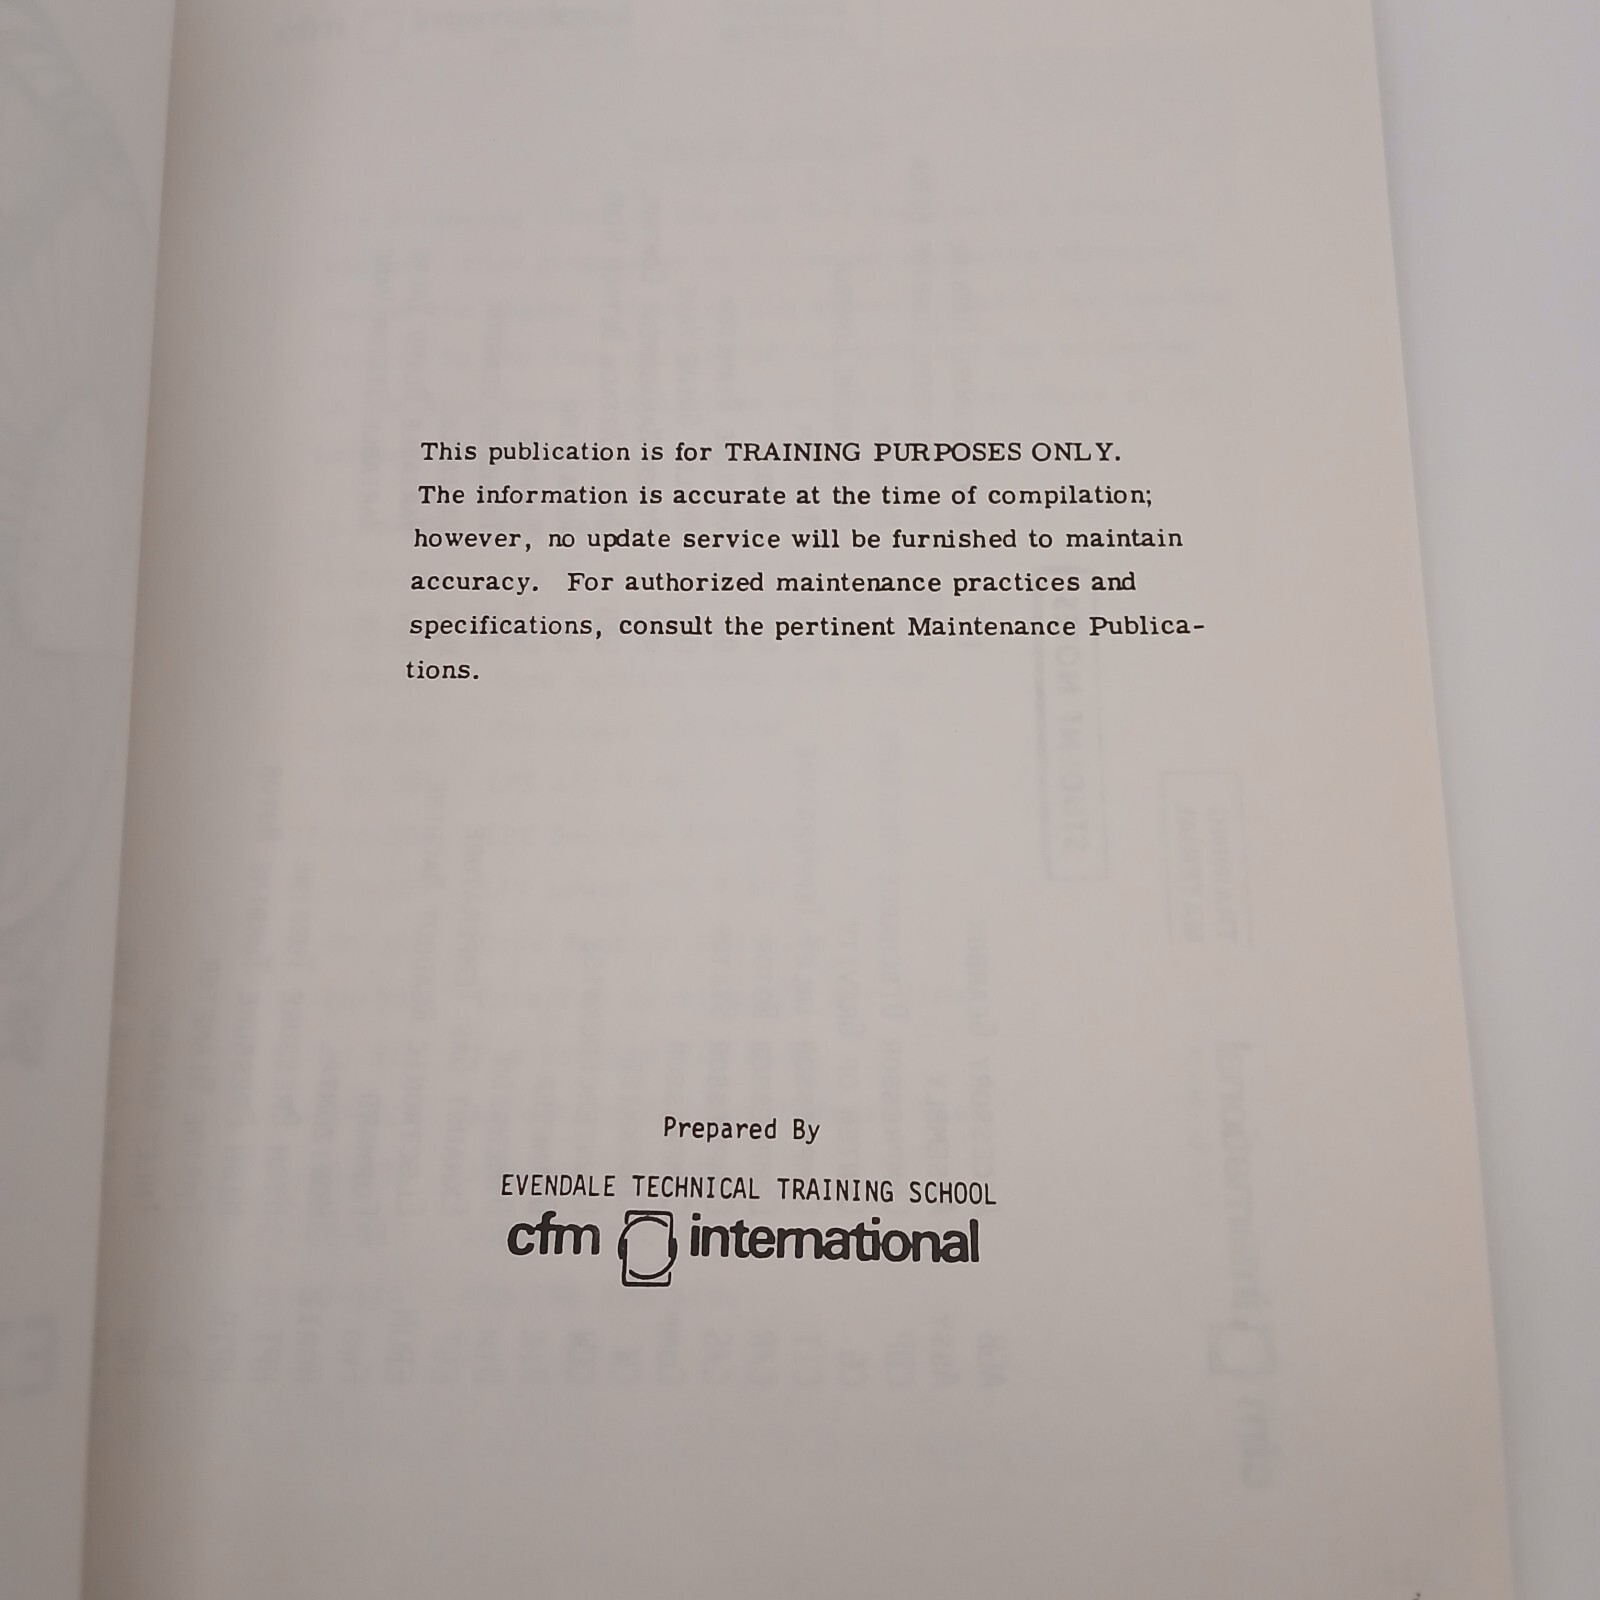 This publication is for TRAINING PURPOSES ONLY.
The information is accurate at the time of compilation;
however, no update service will be furnished to maintain
accuracy. For authorized maintenance practices and
specifications, consult the pertinent Maintenance Publica-
tions.
Prepared By
EVENDALE TECHNICAL TRAINING SCHOOL
cfm international